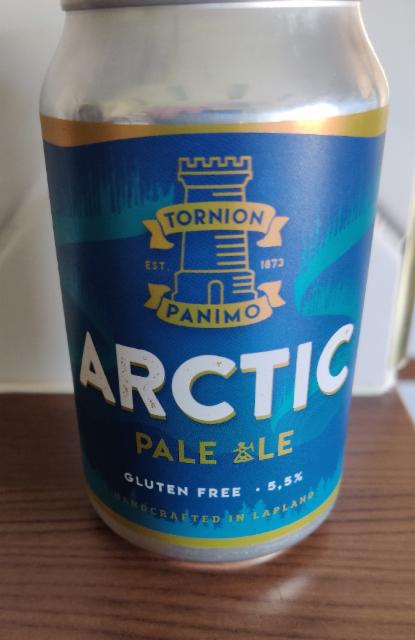 TORNION
EST. 1873
PANIMO
ARCTIC
PALE ALE
GLUTEN FREE · 5,5%
HANDCRAFTED IN LAPLAND